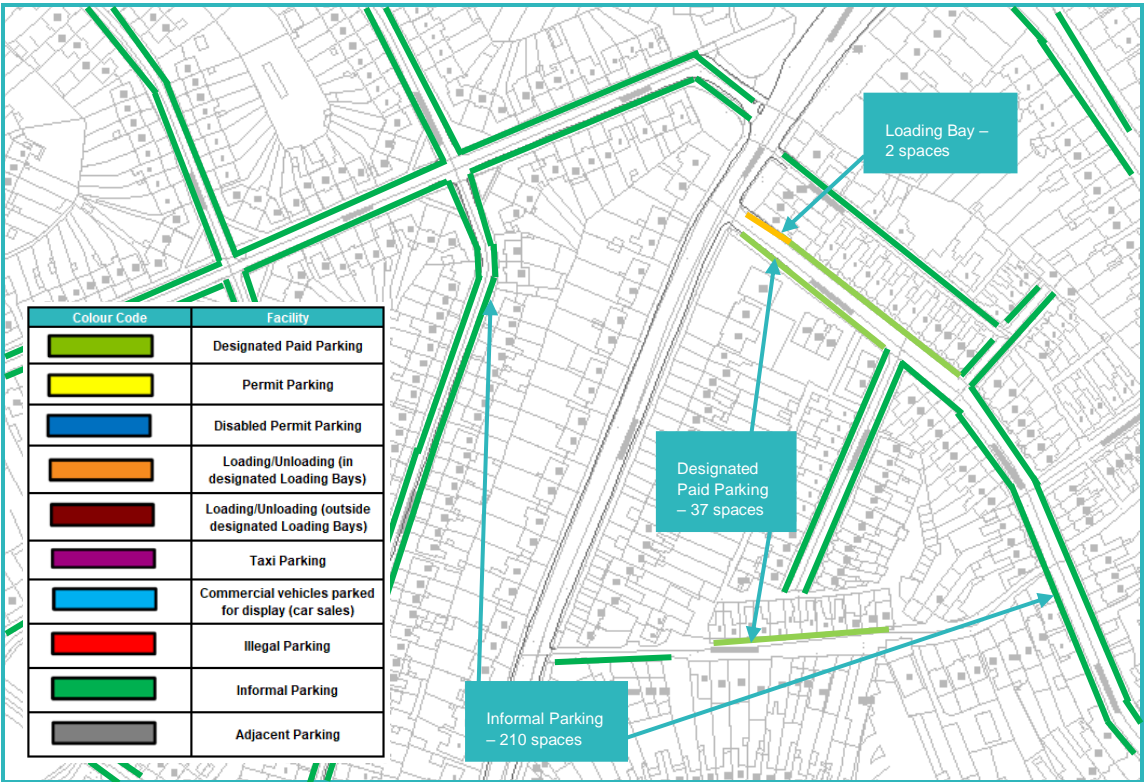 Loading Bay –
2 spaces
Colour Code Facility
Designated Paid Parking
Permit Parking
Disabled Permit Parking
Loading/Unloading (in
designated Loading Bays)
Loading/Unloading (outside
designated Loading Bays)
Taxi Parking
Commercial vehicles parked
for display (car sales)
Illegal Parking
Informal Parking
Adjacent Parking
Designated
Paid Parking
– 37 spaces
Informal Parking
– 210 spaces